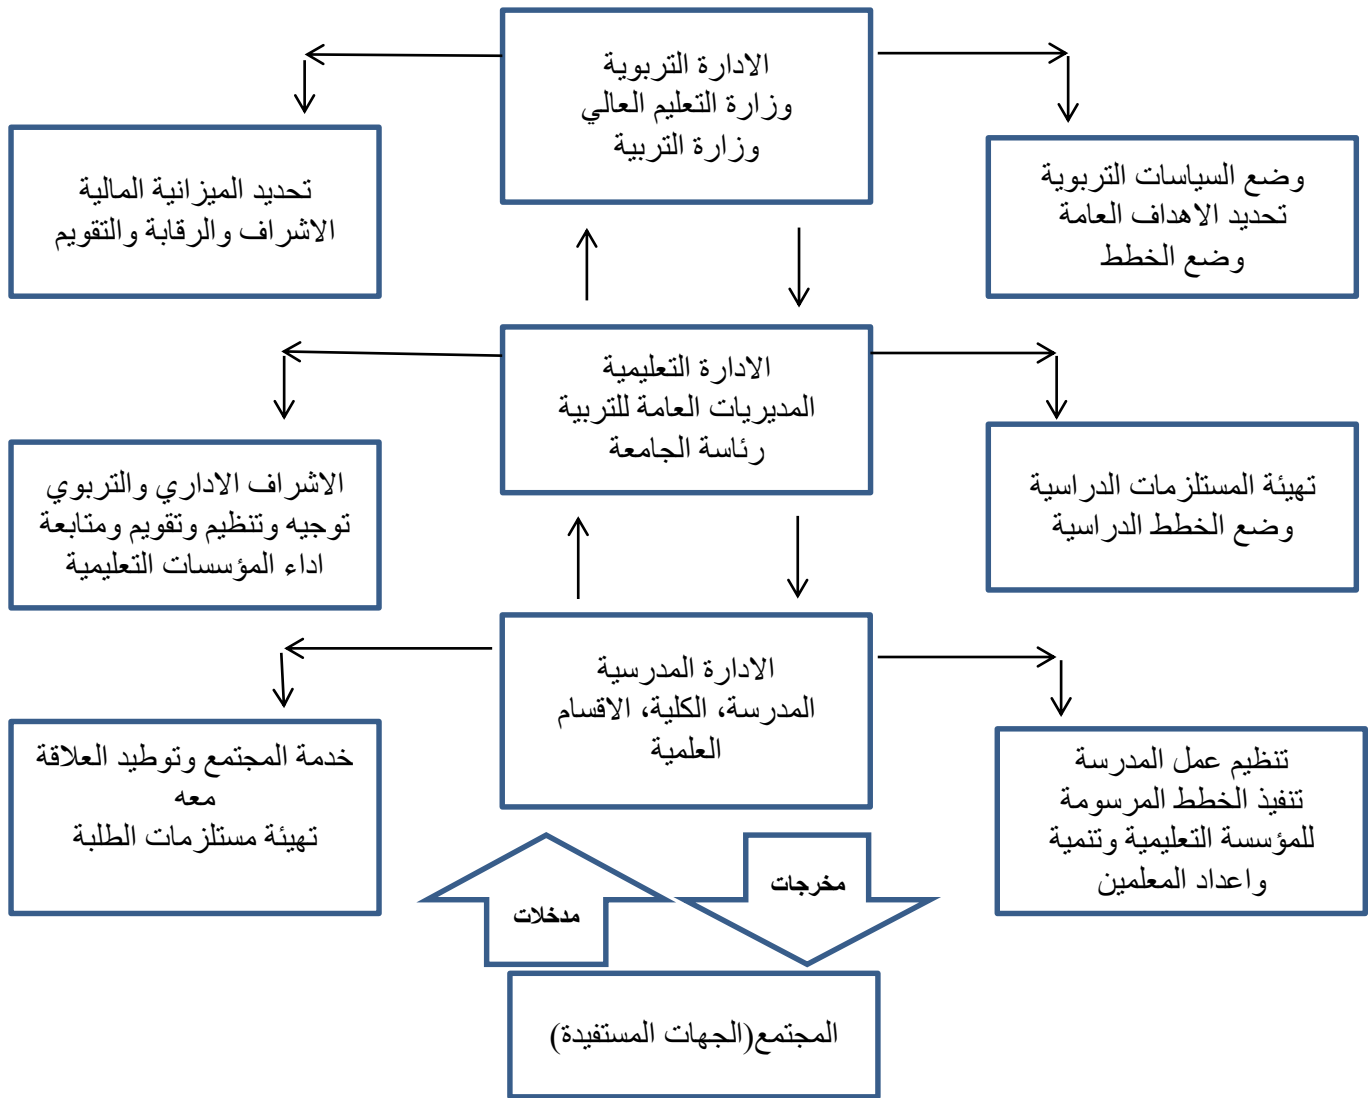 الادارة التربوية
وزارة التعليم العالي
وزارة التربية
وضع السياسات التربوية
تحديد الاهداف العامة
وضع الخطط
تحديد الميزانية المالية
الاشراف والرقابة والتقويم
الادارة التعليمية
المديريات العامة للتربية
رئاسة الجامعة
تهيئة المستلزمات الدراسية
وضع الخطط الدراسية
الاشراف الاداري والتربوي
توجيه وتنظيم وتقويم ومتابعة
اداء المؤسسات التعليمية
الادارة المدرسية
المدرسة، الكلية، الاقسام
العلمية
تنظيم عمل المدرسة
تنفيذ الخطط المرسومة
للمؤسسة التعليمية وتنمية
واعداد المعلمين
خدمة المجتمع وتوطيد العلاقة
معه
تهيئة مستلزمات الطلبة
مخرجات
مدخلات
المجتمع(الجهات المستفيدة)